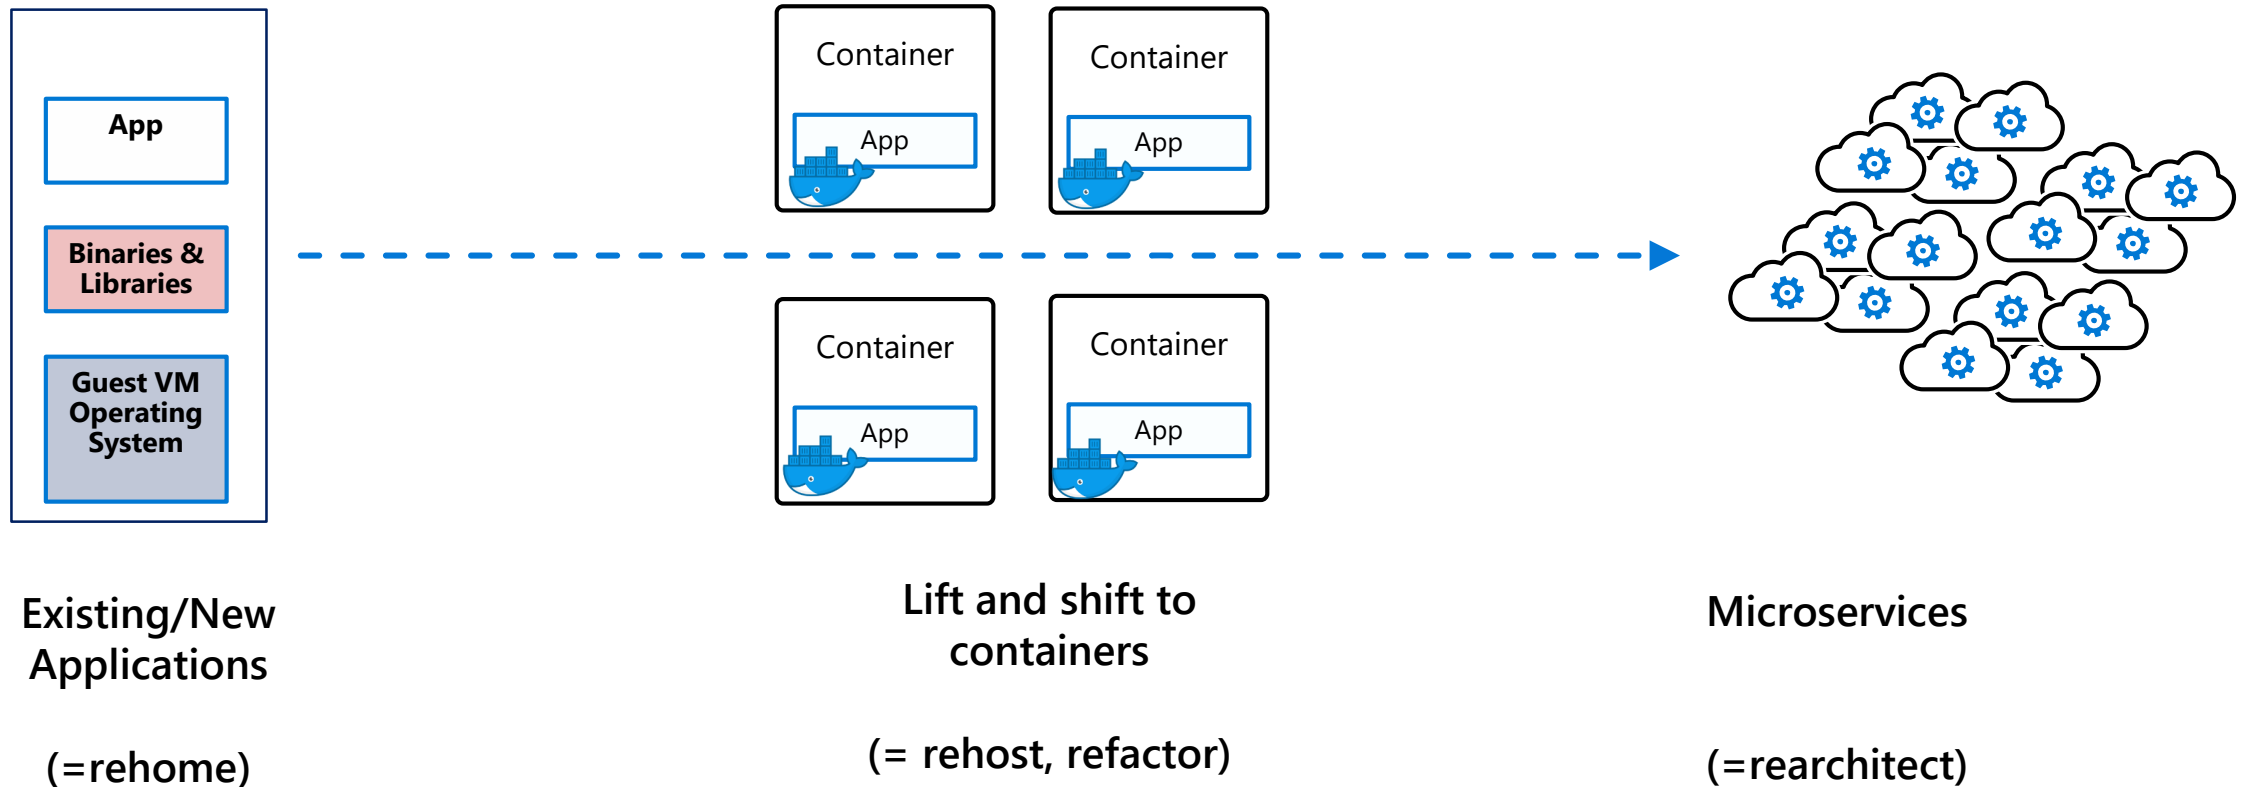 App
Binaries &
Libraries
Guest VM
Operating
System
Container
App
Container
App
Container
App
Container
App
Existing/New
Applications
(=rehome)
Lift and shift to
containers
(= rehost, refactor)
Microservices
(=rearchitect)